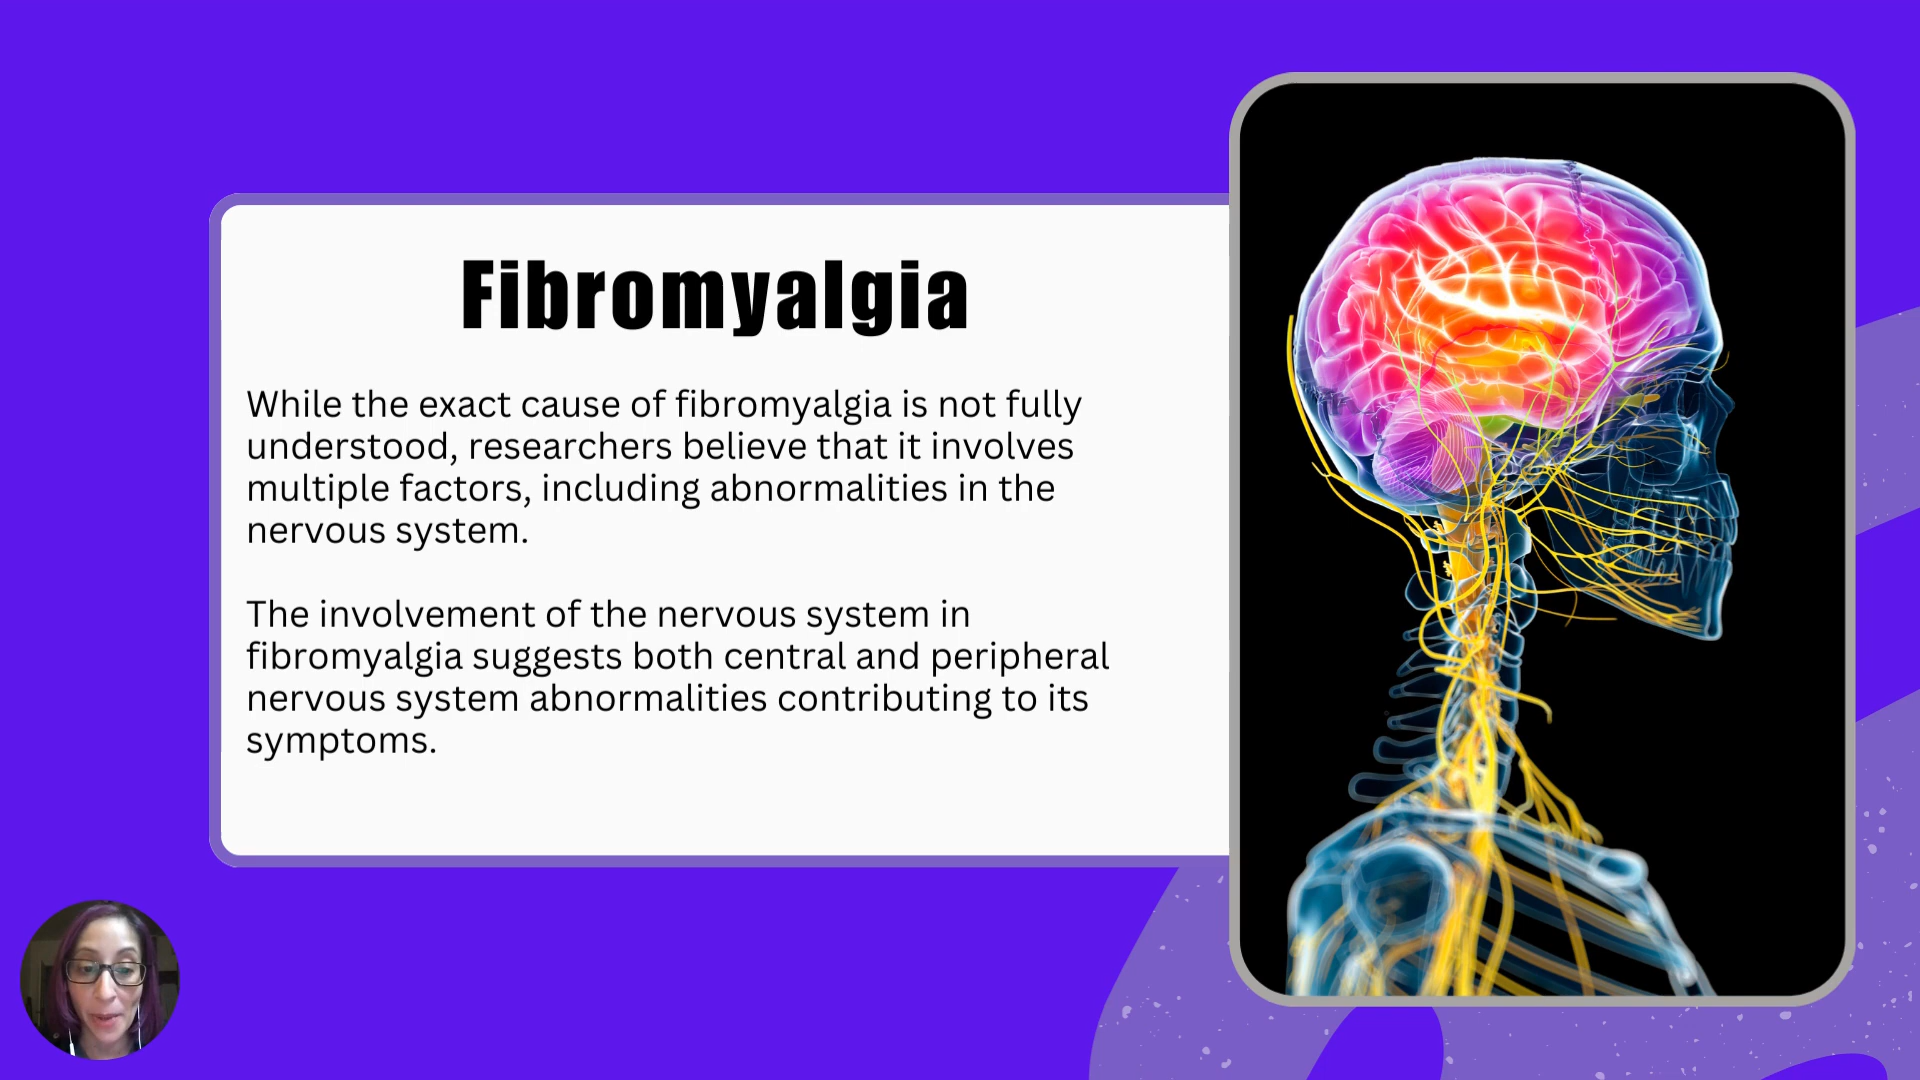 Fibromyalgia
While the exact cause of fibromyalgia is not fully
understood, researchers believe that it involves
multiple factors, including abnormalities in the
nervous system.
The involvement of the nervous system in
fibromyalgia suggests both central and peripheral
nervous system abnormalities contributing to its
symptoms.